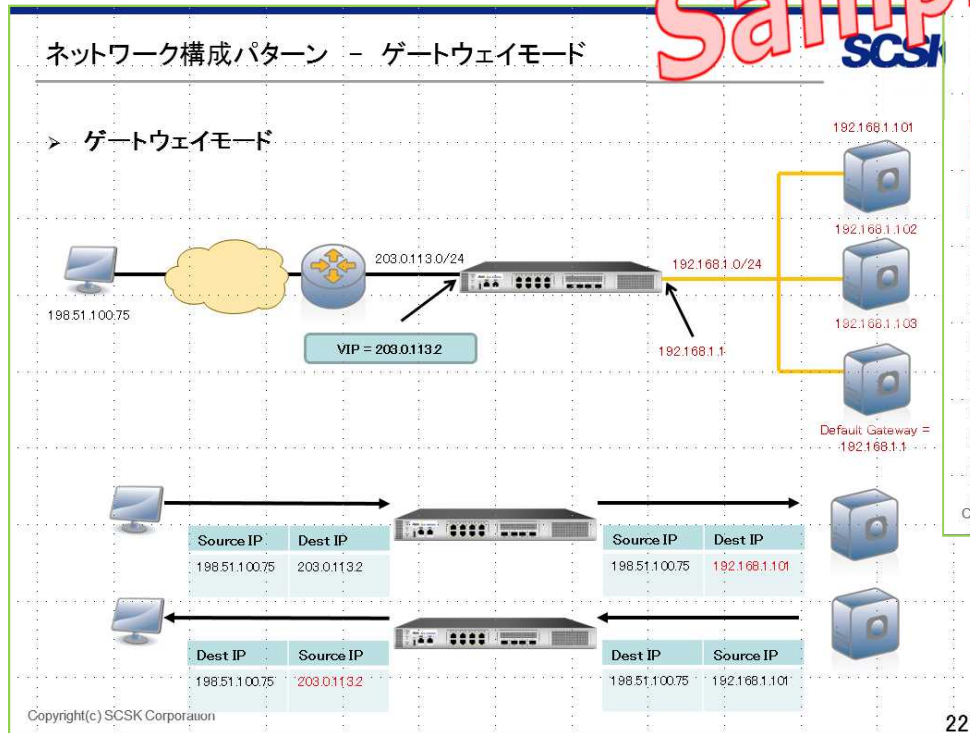 Samp
SCSK
ネットワーク構成パターン － ゲートウェイモード
➢ ゲートウェイモード
192.168.1.101
192.168.1.102
203.0.113.0/24
192.168.1.0/24
198.51.100.75
192.168.1.103
VIP = 203.0.113.2
192.168.1.1
Default Gateway =
192.168.1.1
Source IP Dest IP
198.51.100.75 203.0.113.2
Source IP Dest IP
198.51.100.75 192.168.1.101
Dest IP Source IP
198.51.100.75 203.0.113.2
Dest IP Source IP
198.51.100.75 192.168.1.101
Copyright(c) SCSK Corporation
22